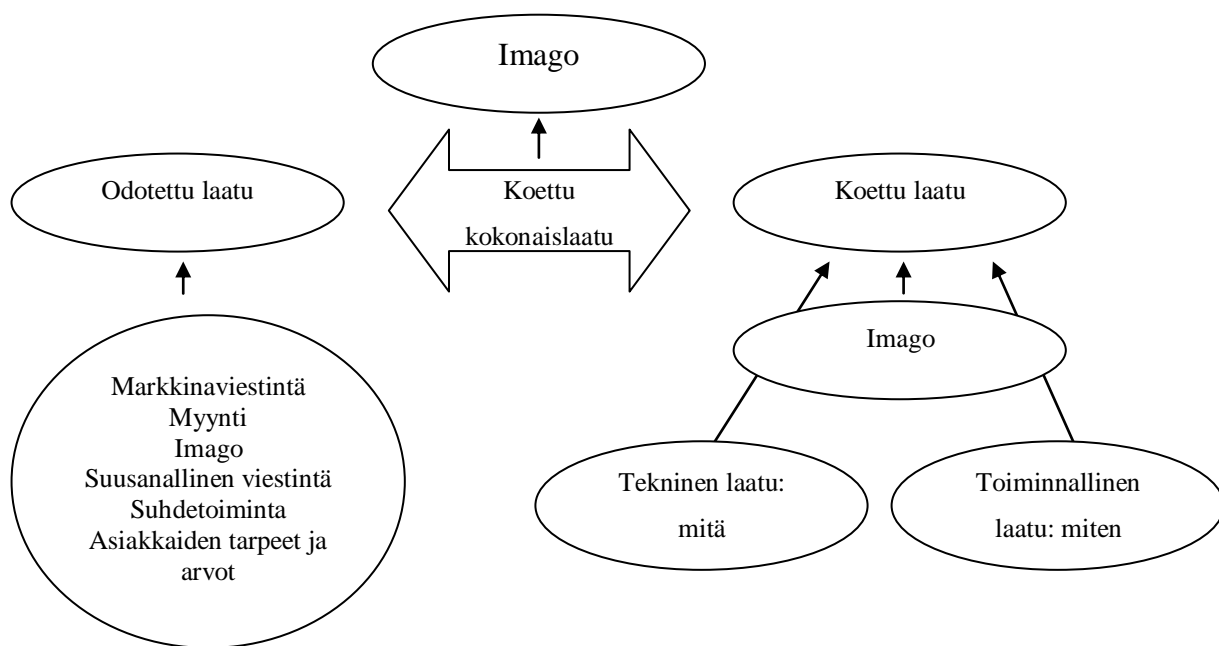 Imago
Odotettu laatu
Koettu
kokonaislaatu
Koettu laatu
Imago
Markkinaviestintä
Myynti
Imago
Suusanallinen viestintä
Suhdetoiminta
Asiakkaiden tarpeet ja
arvot
Tekninen laatu:
mitä
Toiminnallinen
laatu: miten